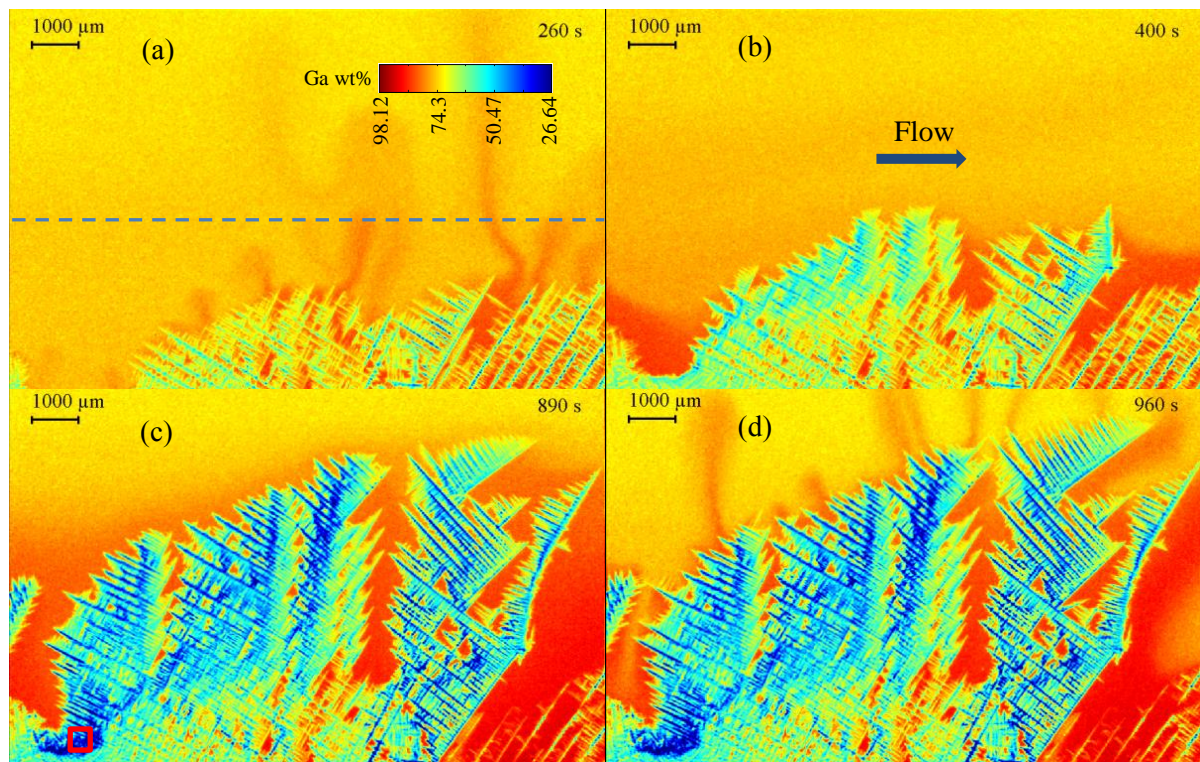 1000 µm
(a)
260 s
Ga wt%
98.12
74.3
50.47
26.64
1000 µm
(b)
400 s
Flow
1000 µm
(c)
890 s
1000 µm
(d)
960 s